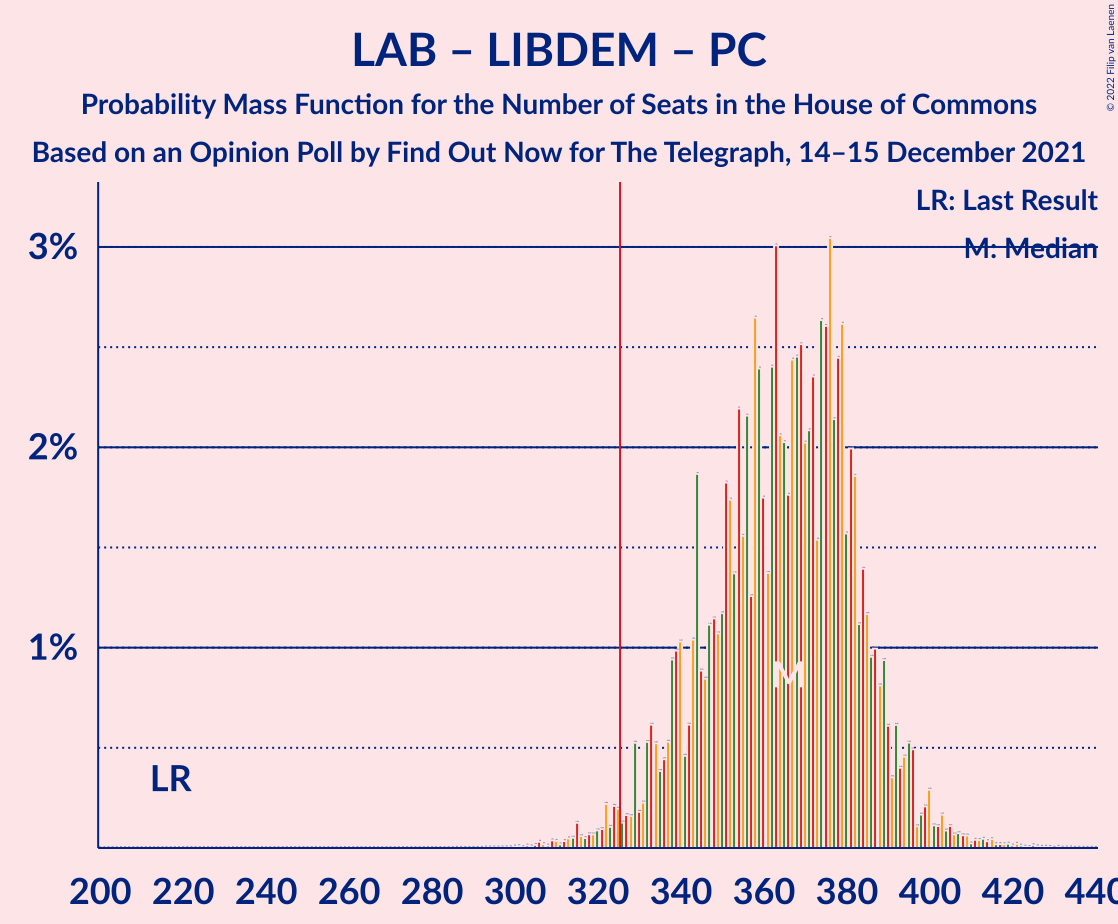 LAB – LIBDEM – PC
Probability Mass Function for the Number of Seats in the House of Commons
Based on an Opinion Poll by Find Out Now for The Telegraph, 14–15 December 2021
© 2022 Filip van Laenen
LR: Last Result
M: Median
3%
2%
1%
M
LR
200 220 240 260 280 300 320 340 360 380 400 420 440